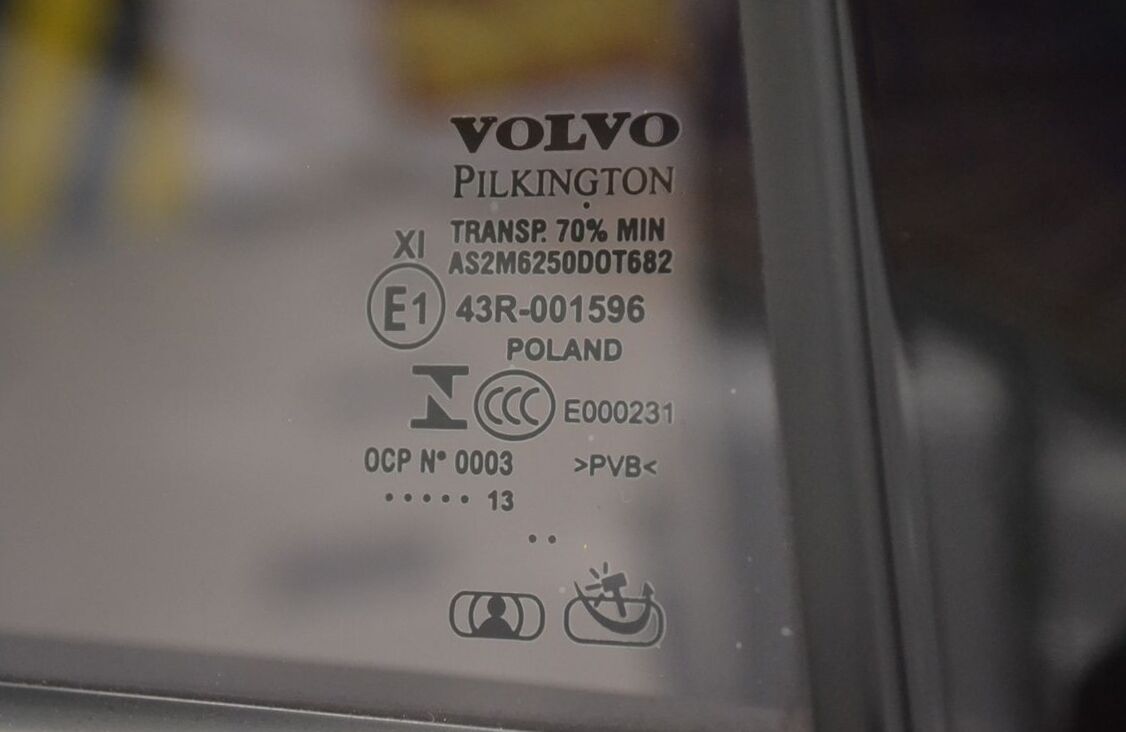 VOLVO
PILKINGTON
TRANSP. 70% MIN
AS2M6250DOT682
XI
E1 43R-001596
POLAND
CCC E000231
OCP N° 0003 >PVB<
..... 13
..